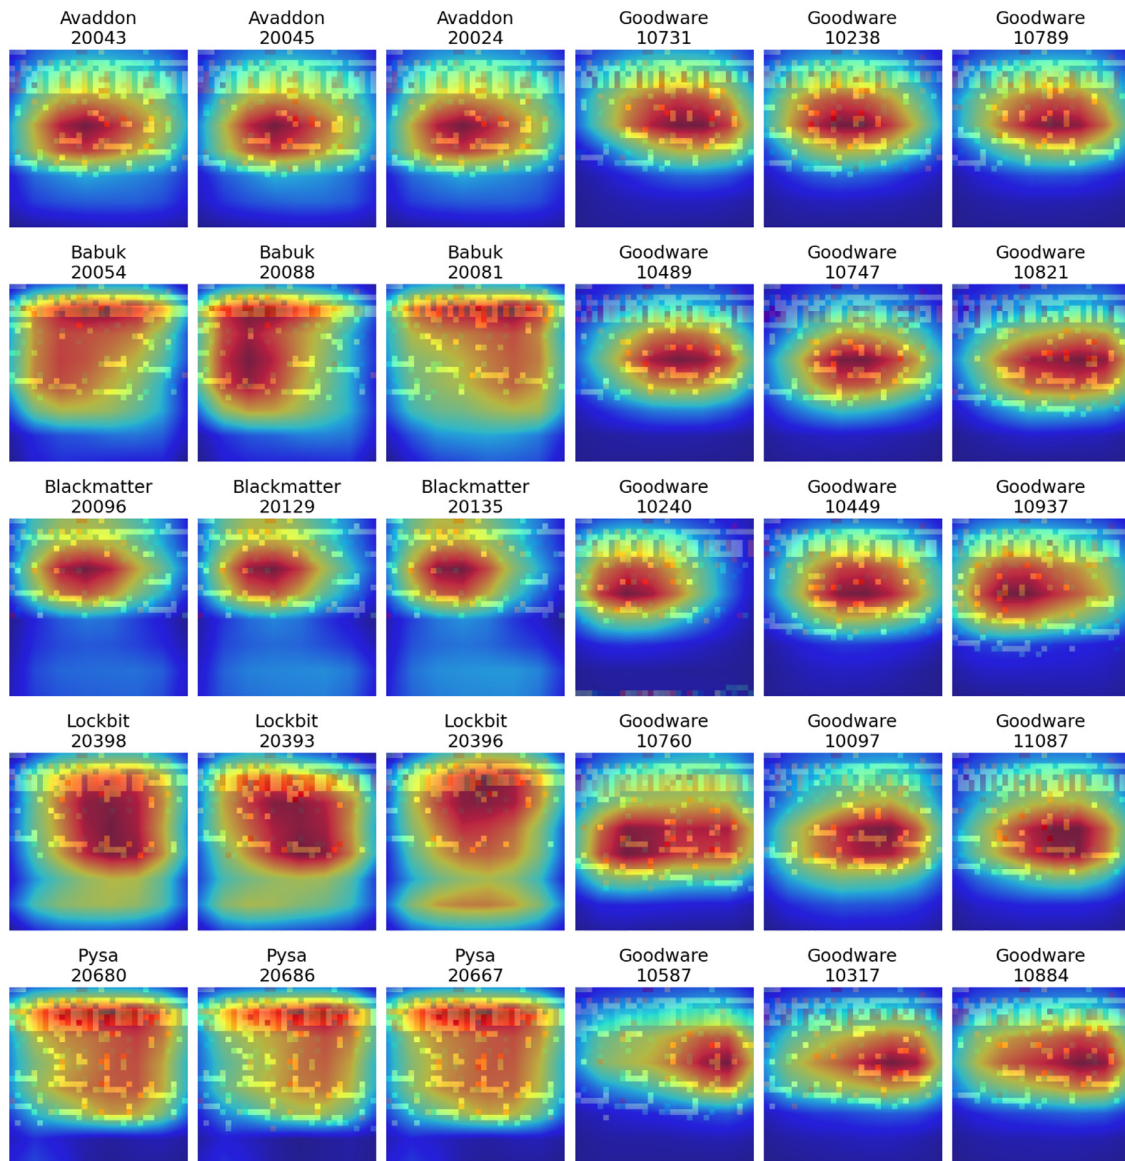 Avaddon
20043
Avaddon
20045
Avaddon
20024
Goodware
10731
Goodware
10238
Goodware
10789
Babuk
20054
Babuk
20088
Babuk
20081
Goodware
10489
Goodware
10747
Goodware
10821
Blackmatter
20096
Blackmatter
20129
Blackmatter
20135
Goodware
10240
Goodware
10449
Goodware
10937
Lockbit
20398
Lockbit
20393
Lockbit
20396
Goodware
10760
Goodware
10097
Goodware
11087
Pysa
20680
Pysa
20686
Pysa
20667
Goodware
10587
Goodware
10317
Goodware
10884